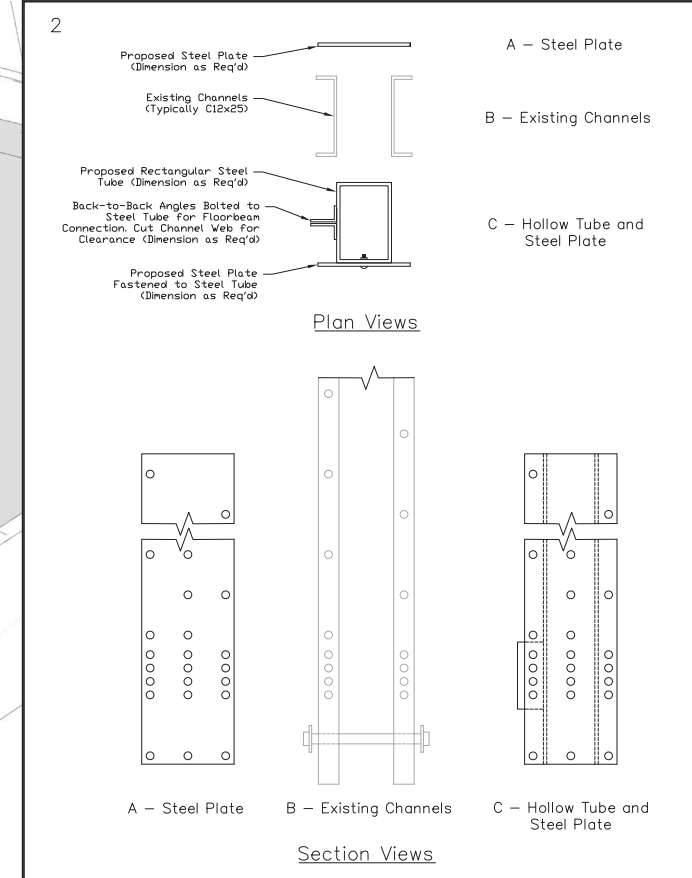 2
Proposed Steel Plate
(Dimension as Req'd)
A – Steel Plate
Existing Channels
(Typically C12x25)
B – Existing Channels
Proposed Rectangular Steel
Tube (Dimension as Req'd)
Back-to-Back Angles Bolted to
Steel Tube for Floorbeam
Connection. Cut Channel Web for
Clearance (Dimension as Req'd)
C – Hollow Tube and
Steel Plate
Proposed Steel Plate
Fastened to Steel Tube
(Dimension as Req'd)
Plan Views
A – Steel Plate
B – Existing Channels
C – Hollow Tube and
Steel Plate
Section Views